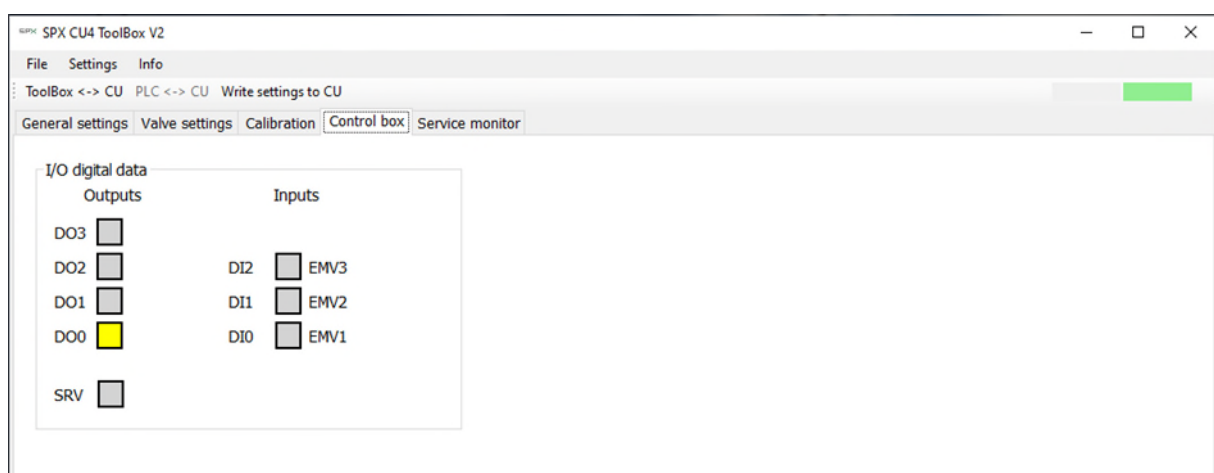 SPX SPX CU4 ToolBox V2
File Settings Info
ToolBox <-> CU PLC <-> CU Write settings to CU
General settings Valve settings Calibration Control box Service monitor
I/O digital data
Outputs Inputs
DO3
DO2 DI2 EMV3
DO1 DI1 EMV2
DO0 DI0 EMV1
SRV